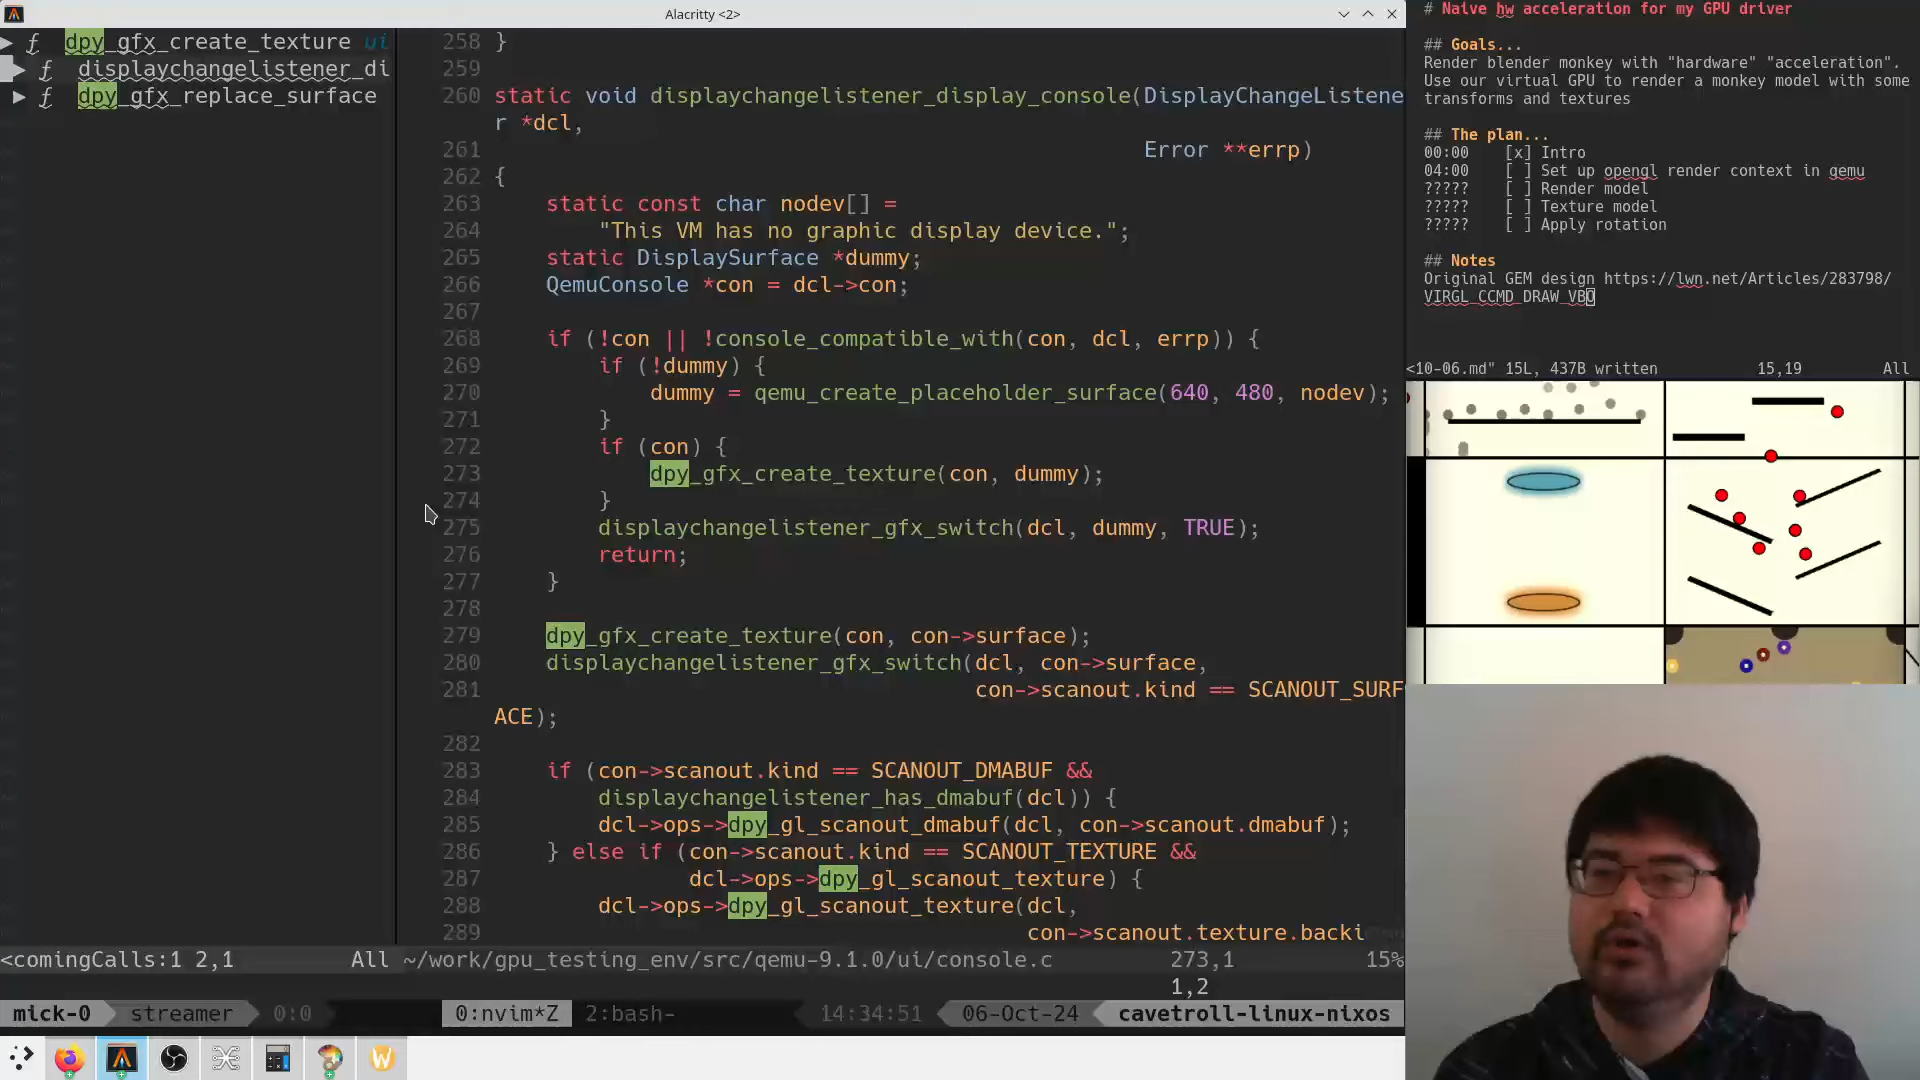 Alacritty <2>
▶ ƒ dpy_gfx_create_texture ui
▶ ƒ displaychangelistener_di
▶ ƒ dpy_gfx_replace_surface
258 }
259
260 static void displaychangelistener_display_console(DisplayChangeListene
r *dcl,
261 Error **errp)
262 {
263 static const char nodev[] =
264 "This VM has no graphic display device.";
265 static DisplaySurface *dummy;
266 QemuConsole *con = dcl->con;
267
268 if (!con || !console_compatible_with(con, dcl, errp)) {
269 if (!dummy) {
270 dummy = qemu_create_placeholder_surface(640, 480, nodev);
271 }
272 if (con) {
273 dpy_gfx_create_texture(con, dummy);
274 }
275 displaychangelistener_gfx_switch(dcl, dummy, TRUE);
276 return;
277 }
278
279 dpy_gfx_create_texture(con, con->surface);
280 displaychangelistener_gfx_switch(dcl, con->surface,
281 con->scanout.kind == SCANOUT_SURF
ACE);
282
283 if (con->scanout.kind == SCANOUT_DMABUF &&
284 displaychangelistener_has_dmabuf(dcl)) {
285 dcl->ops->dpy_gl_scanout_dmabuf(dcl, con->scanout.dmabuf);
286 } else if (con->scanout.kind == SCANOUT_TEXTURE &&
287 dcl->ops->dpy_gl_scanout_texture) {
288 dcl->ops->dpy_gl_scanout_texture(dcl,
289 con->scanout.texture.backi
<comingCalls:1 2,1 All ~/work/gpu_testing_env/src/qemu-9.1.0/ui/console.c 273,1 15%
1,2
mick-0 streamer 0:0 0:nvim*Z 2:bash- 14:34:51 06-Oct-24 cavetroll-linux-nixos
# Naive hw acceleration for my GPU driver
## Goals...
Render blender monkey with "hardware" "acceleration".
Use our virtual GPU to render a monkey model with some
transforms and textures
## The plan...
00:00 [x] Intro
04:00 [ ] Set up opengl render context in qemu
????? [ ] Render model
????? [ ] Texture model
????? [ ] Apply rotation
## Notes
Original GEM design https://lwn.net/Articles/283798/
VIRGL_CCMD_DRAW_VBO
<10-06.md" 15L, 437B written 15,19 All